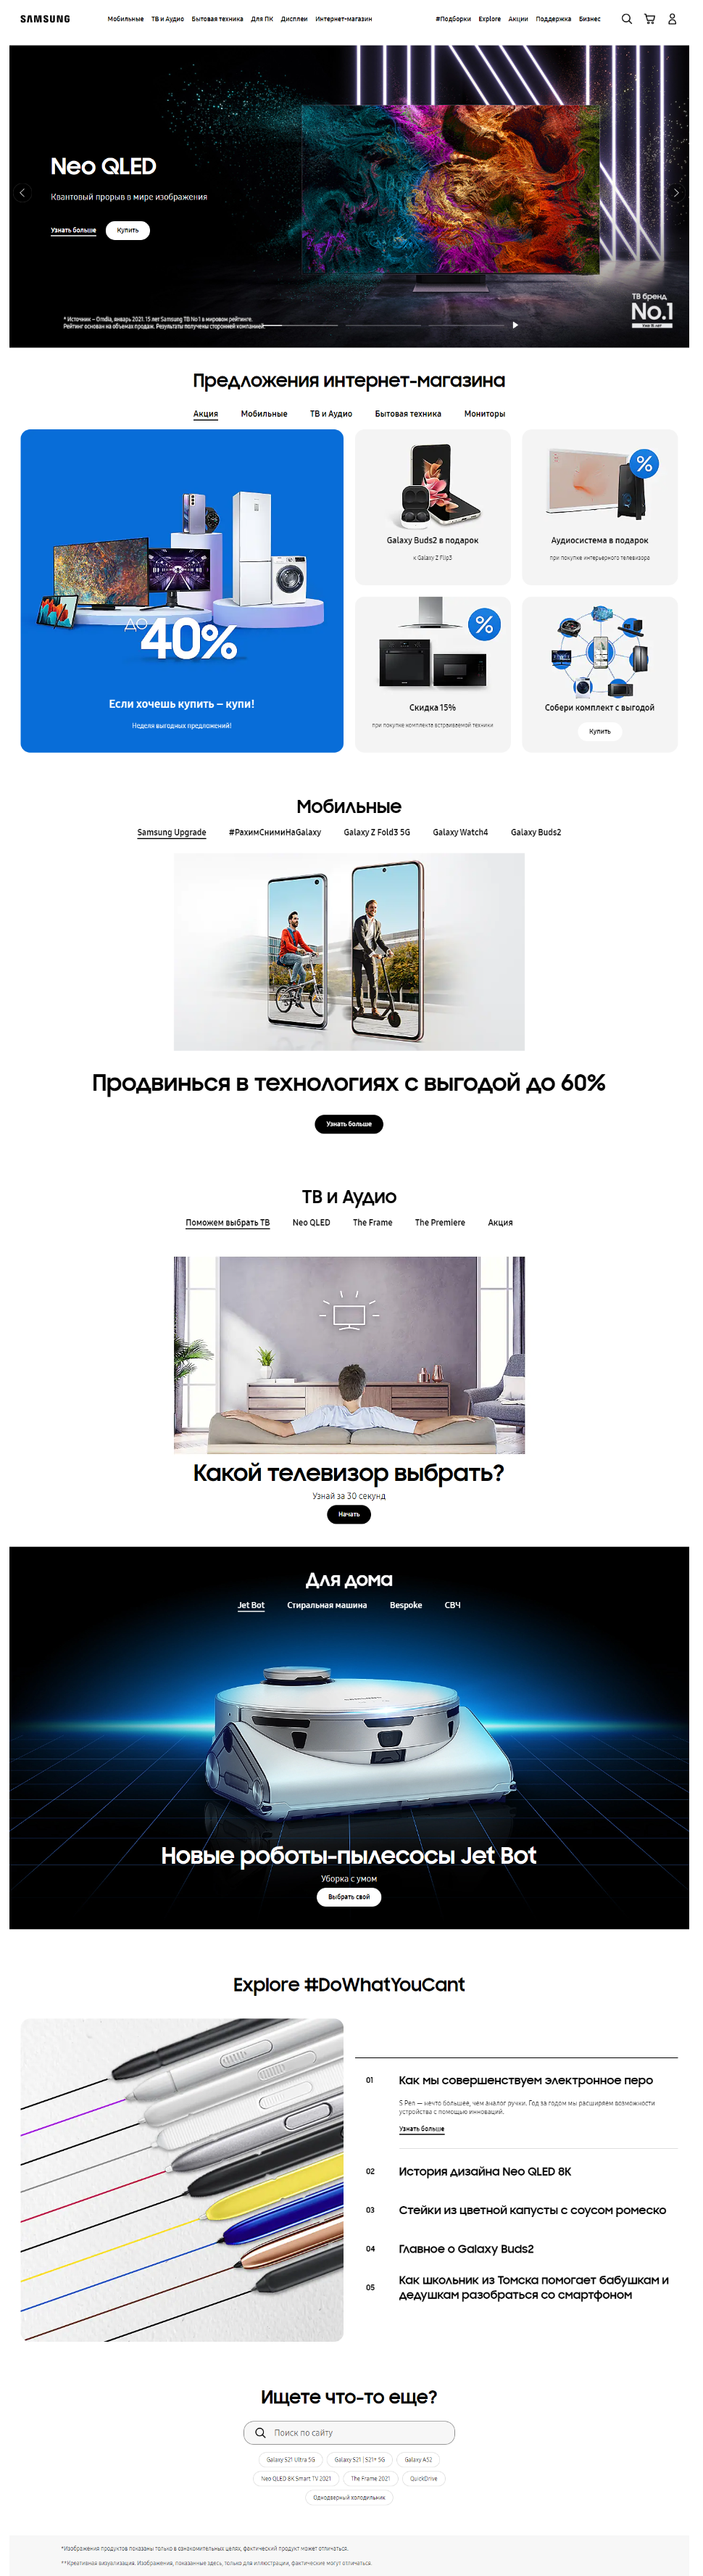 SAMSUNG
Мобильные ТВ и Аудио Бытовая техника Для ПК Дисплеи Интернет-магазин #Подборки Explore Акции Поддержка Бизнес
Neo QLED
Квантовый прорыв в мире изображения
Узнать больше Купить
* Источник – Omdia, январь 2021. 15 лет Samsung ТВ No.1 в мировом рейтинге.
Рейтинг основан на объемах продаж. Результаты получены сторонней компанией.
ТВ бренд
No.1
Предложения интернет-магазина
Акция Мобильные ТВ и Аудио Бытовая техника Мониторы
ДО 40%
Если хочешь купить – купи!
Неделя выгодных предложений!
Galaxy Buds2 в подарок
к Galaxy Z Flip3
%
Аудиосистема в подарок
при покупке интерьерного телевизора
%
Скидка 15%
при покупке комплекта встраиваемой техники
Собери комплект с выгодой
Купить
Мобильные
Samsung Upgrade #РахимСнимиНаGalaxy Galaxy Z Fold3 5G Galaxy Watch4 Galaxy Buds2
Продвинься в технологиях с выгодой до 60%
Узнать больше
ТВ и Аудио
Поможем выбрать ТВ Neo QLED The Frame The Premiere Акция
Какой телевизор выбрать?
Узнай за 30 секунд
Начать
Для дома
Jet Bot Стиральная машина Bespoke СВЧ
Новые роботы-пылесосы Jet Bot
Уборка с умом
Выбрать свой
Explore #DoWhatYouCant
01 Как мы совершенствуем электронное перо
S Pen — нечто большее, чем аналог ручки. Год за годом мы расширяем возможности
устройства с помощью инноваций.
Узнать больше
02 История дизайна Neo QLED 8K
03 Стейки из цветной капусты с соусом ромеско
04 Главное о Galaxy Buds2
05 Как школьник из Томска помогает бабушкам и
дедушкам разобраться со смартфоном
Ищете что-то еще?
Поиск по сайту
Galaxy S21 Ultra 5G Galaxy S21 | S21+ 5G Galaxy A52
Neo QLED 8K Smart TV 2021 The Frame 2021 QuickDrive
Однодверный холодильник
*Изображения продуктов показаны только в ознакомительных целях, фактический продукт может отличаться.
**Креативная визуализация. Изображения, показанные здесь, только для иллюстрации, фактические могут отличаться.